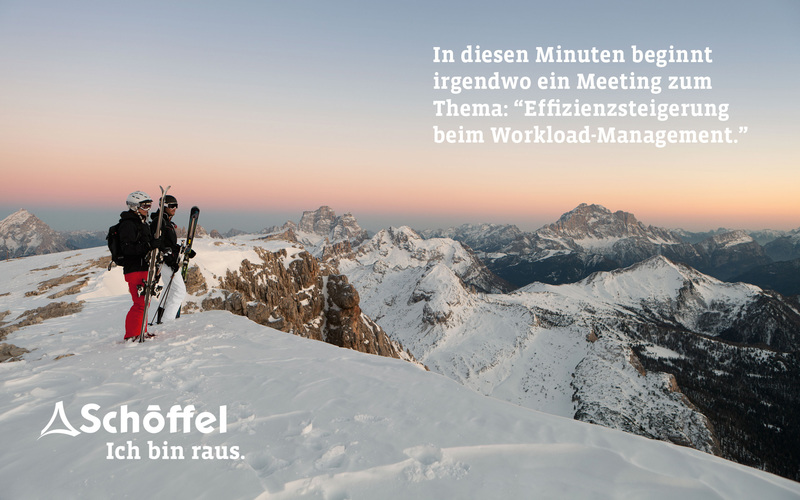 In diesen Minuten beginnt
irgendwo ein Meeting zum
Thema: “Effizienzsteigerung
beim Workload-Management.”
Schöffel
Ich bin raus.